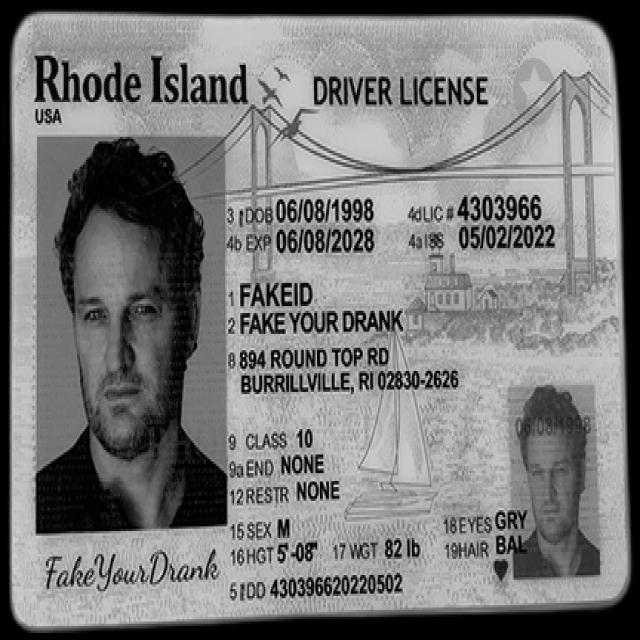 Rhode Island DRIVER LICENSE
USA
3 DOB 06/08/1998 4d LIC # 4303966
4b EXP 06/08/2028 4a ISS 05/02/2022
1 FAKEID
2 FAKE YOUR DRANK
8 894 ROUND TOP RD
BURRILLVILLE, RI 02830-2626
06/08/1998
9 CLASS 10
9a END NONE
12 RESTR NONE
15 SEX M 18 EYES GRY
16 HGT 5'-08" 17 WGT 82 lb 19 HAIR BAL
FakeYourDrank
5 DD 430396620220502